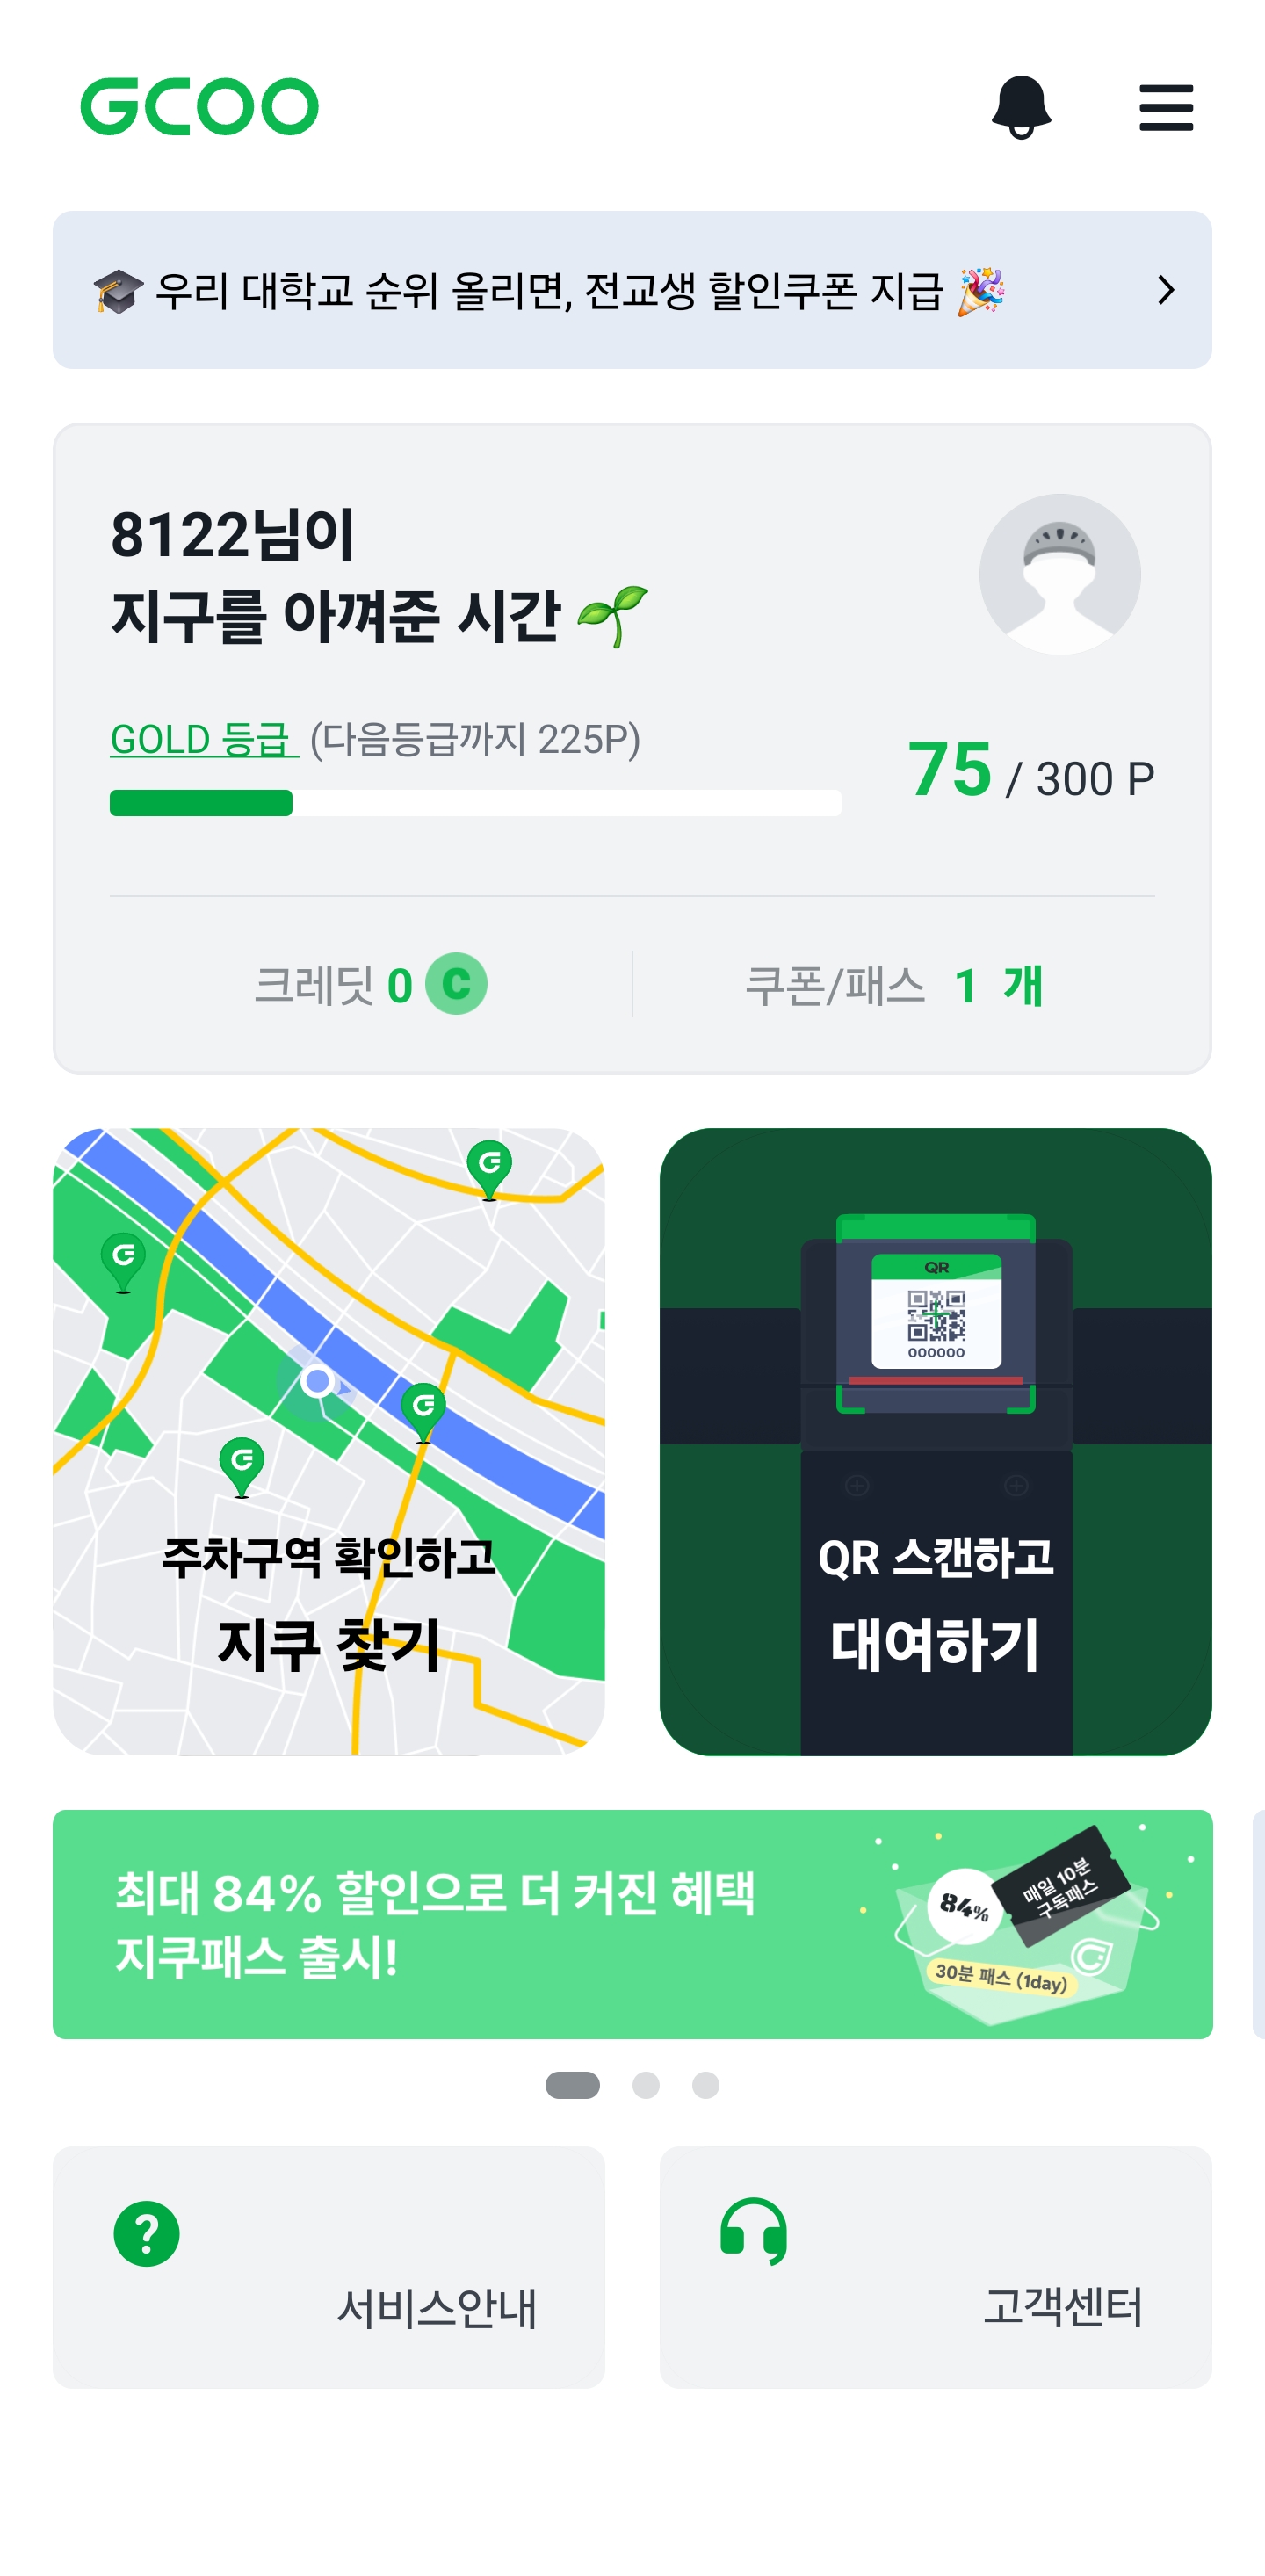 GCOO
🎓 우리 대학교 순위 올리면, 전교생 할인쿠폰 지급 🎉
8122님이
지구를 아껴준 시간 🌱
GOLD 등급 (다음등급까지 225P)
75 / 300 P
크레딧 0 C
쿠폰/패스 1 개
주차구역 확인하고
지쿠 찾기
QR
000000
QR 스캔하고
대여하기
최대 84% 할인으로 더 커진 혜택
지쿠패스 출시!
84%
매일 10분
구독패스
30분 패스 (1day)
서비스안내
고객센터